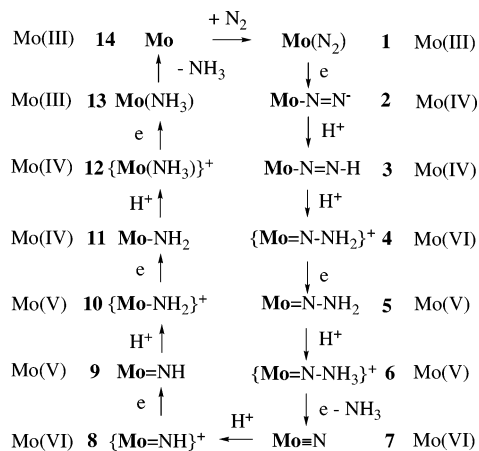 Mo(III) 14 Mo + N₂ Mo(N₂) 1 Mo(III)
- NH₃ e
Mo(III) 13 Mo(NH₃) Mo-N=N⁻ 2 Mo(IV)
e H⁺
Mo(IV) 12 {Mo(NH₃)}⁺ Mo-N=N-H 3 Mo(IV)
H⁺ H⁺
Mo(IV) 11 Mo-NH₂ {Mo=N-NH₂}⁺ 4 Mo(VI)
e e
Mo(V) 10 {Mo-NH₂}⁺ Mo=N-NH₂ 5 Mo(V)
H⁺ H⁺
Mo(V) 9 Mo=NH {Mo=N-NH₃}⁺ 6 Mo(V)
e e - NH₃
Mo(VI) 8 {Mo=NH}⁺ H⁺ Mo≡N 7 Mo(VI)